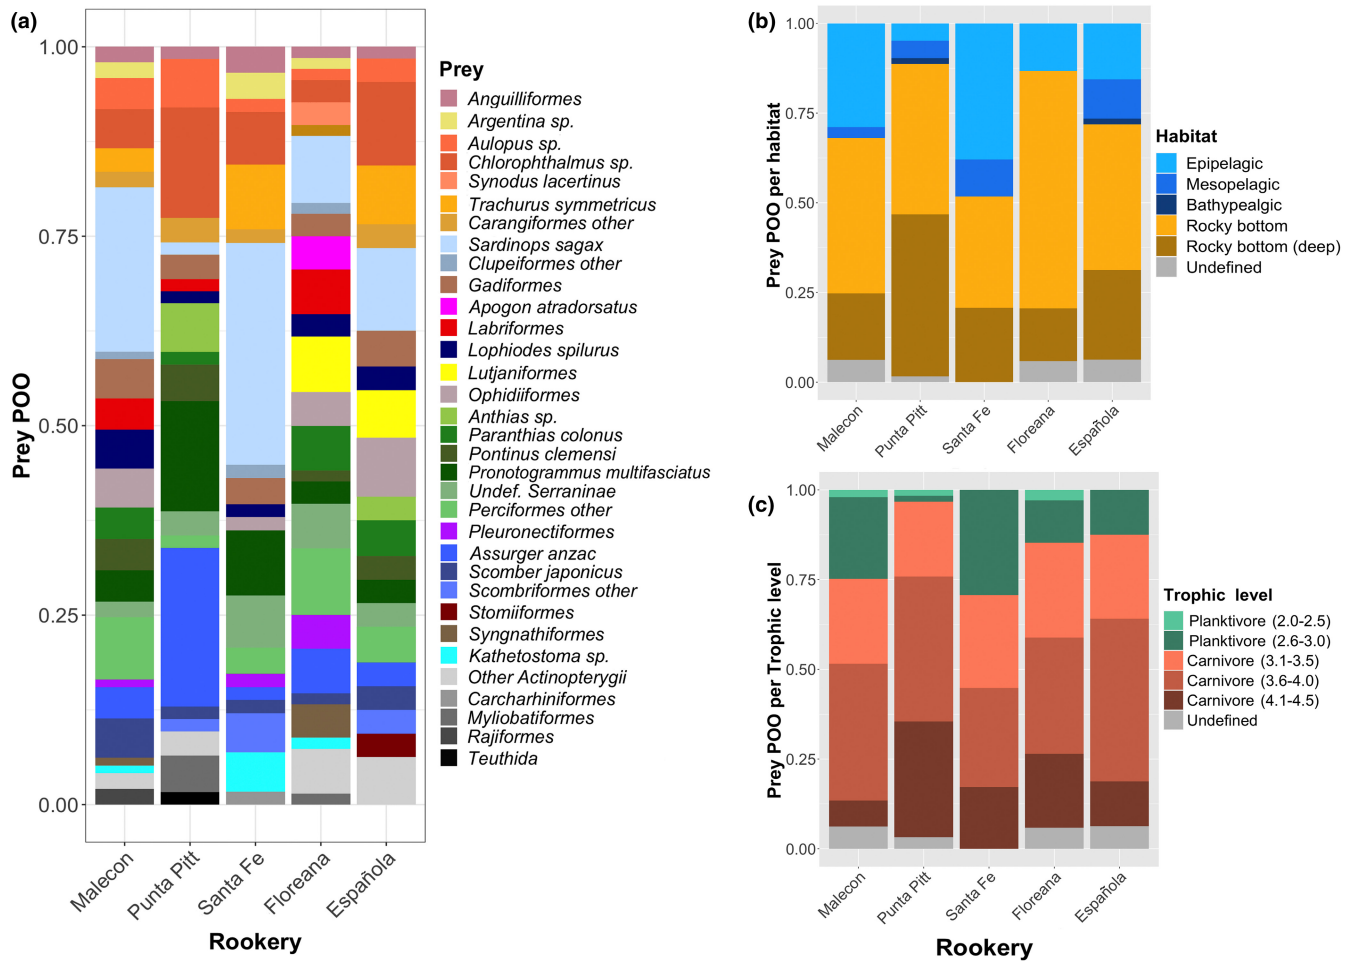 (a)
1.00
0.75
0.50
0.25
0.00
Prey POO
Malecon
Punta Pitt
Santa Fe
Floreana
Española
Rookery
Prey
Anguilliformes
Argentina sp.
Aulopus sp.
Chlorophthalmus sp.
Synodus lacertinus
Trachurus symmetricus
Carangiformes other
Sardinops sagax
Clupeiformes other
Gadiformes
Apogon atradorsatus
Labriformes
Lophiodes spilurus
Lutjaniformes
Ophidiiformes
Anthias sp.
Paranthias colonus
Pontinus clemensi
Pronotogrammus multifasciatus
Undef. Serraninae
Perciformes other
Pleuronectiformes
Assurger anzac
Scomber japonicus
Scombriformes other
Stomiiformes
Syngnathiformes
Kathetostoma sp.
Other Actinopterygii
Carcharhiniformes
Myliobatiformes
Rajiformes
Teuthida
(b)
1.00
0.75
0.50
0.25
0.00
Prey POO per habitat
Malecon
Punta Pitt
Santa Fe
Floreana
Española
Habitat
Epipelagic
Mesopelagic
Bathypealgic
Rocky bottom
Rocky bottom (deep)
Undefined
(c)
1.00
0.75
0.50
0.25
0.00
Prey POO per Trophic level
Malecon
Punta Pitt
Santa Fe
Floreana
Española
Rookery
Trophic level
Planktivore (2.0-2.5)
Planktivore (2.6-3.0)
Carnivore (3.1-3.5)
Carnivore (3.6-4.0)
Carnivore (4.1-4.5)
Undefined